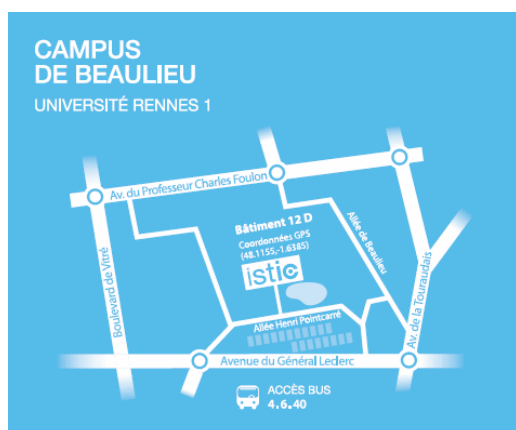 CAMPUS
DE BEAULIEU
UNIVERSITÉ RENNES 1
Av. du Professeur Charles Foulon
Bâtiment 12 D
Coordonnées GPS
(48.1155,-1.6385)
istic
Allée de Beaulieu
Boulevard de Vitré
Av. de la Touraudais
Allée Henri Pointcarré
Avenue du Général Leclerc
ACCÈS BUS
4.6.40